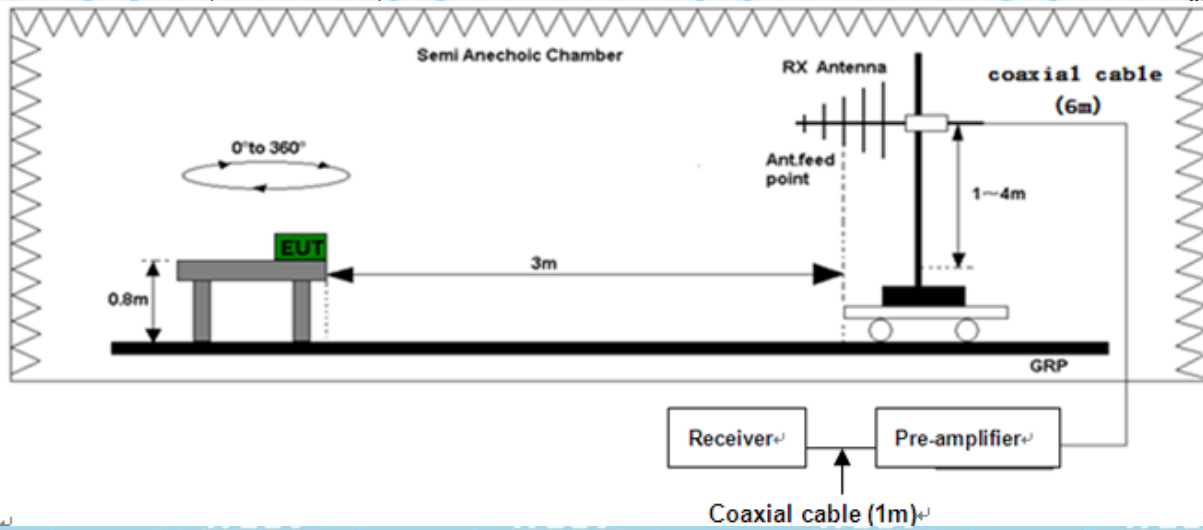 Semi Anechoic Chamber
RX Antenna
coaxial cable
(6m)
0°to 360°
Ant.feed
point
1～4m
EUT
3m
0.8m
GRP
Receiver↵
Pre-amplifier↵
Coaxial cable (1m)↵
↵